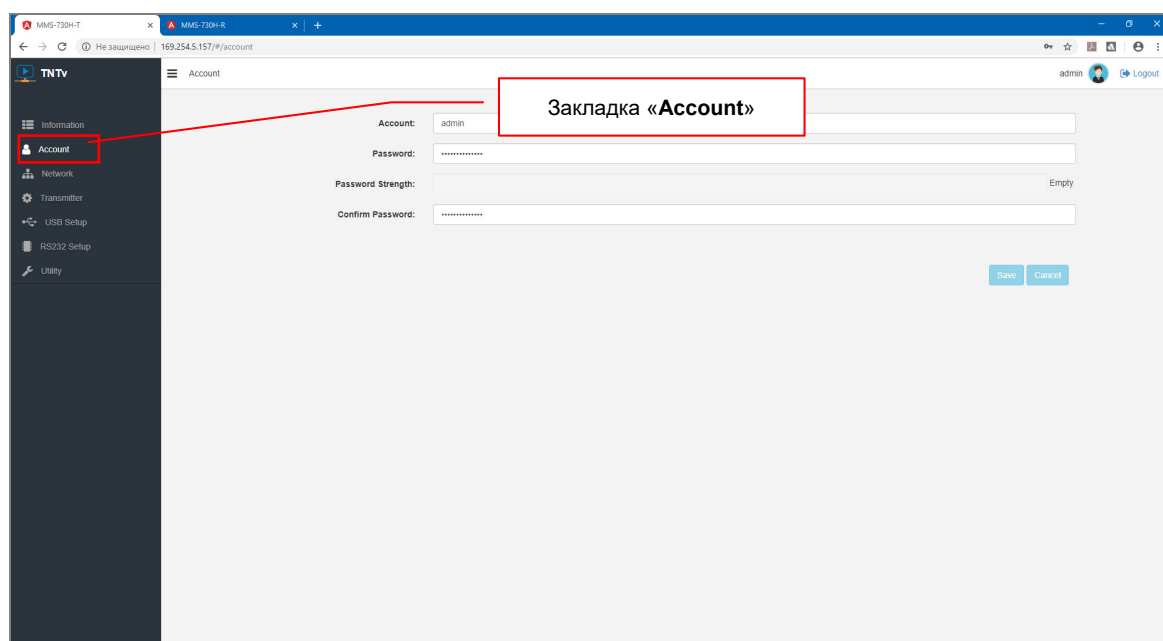 MMS-730H-T
MMS-730H-R
Не защищено
169.254.5.157/#/account
TNTv
Account
admin
Logout
Закладка «Account»
Information
Account
Network
Transmitter
USB Setup
RS232 Setup
Utility
Account:
admin
Password:
••••••••••••••
Password Strength:
Empty
Confirm Password:
••••••••••••••
Save
Cancel